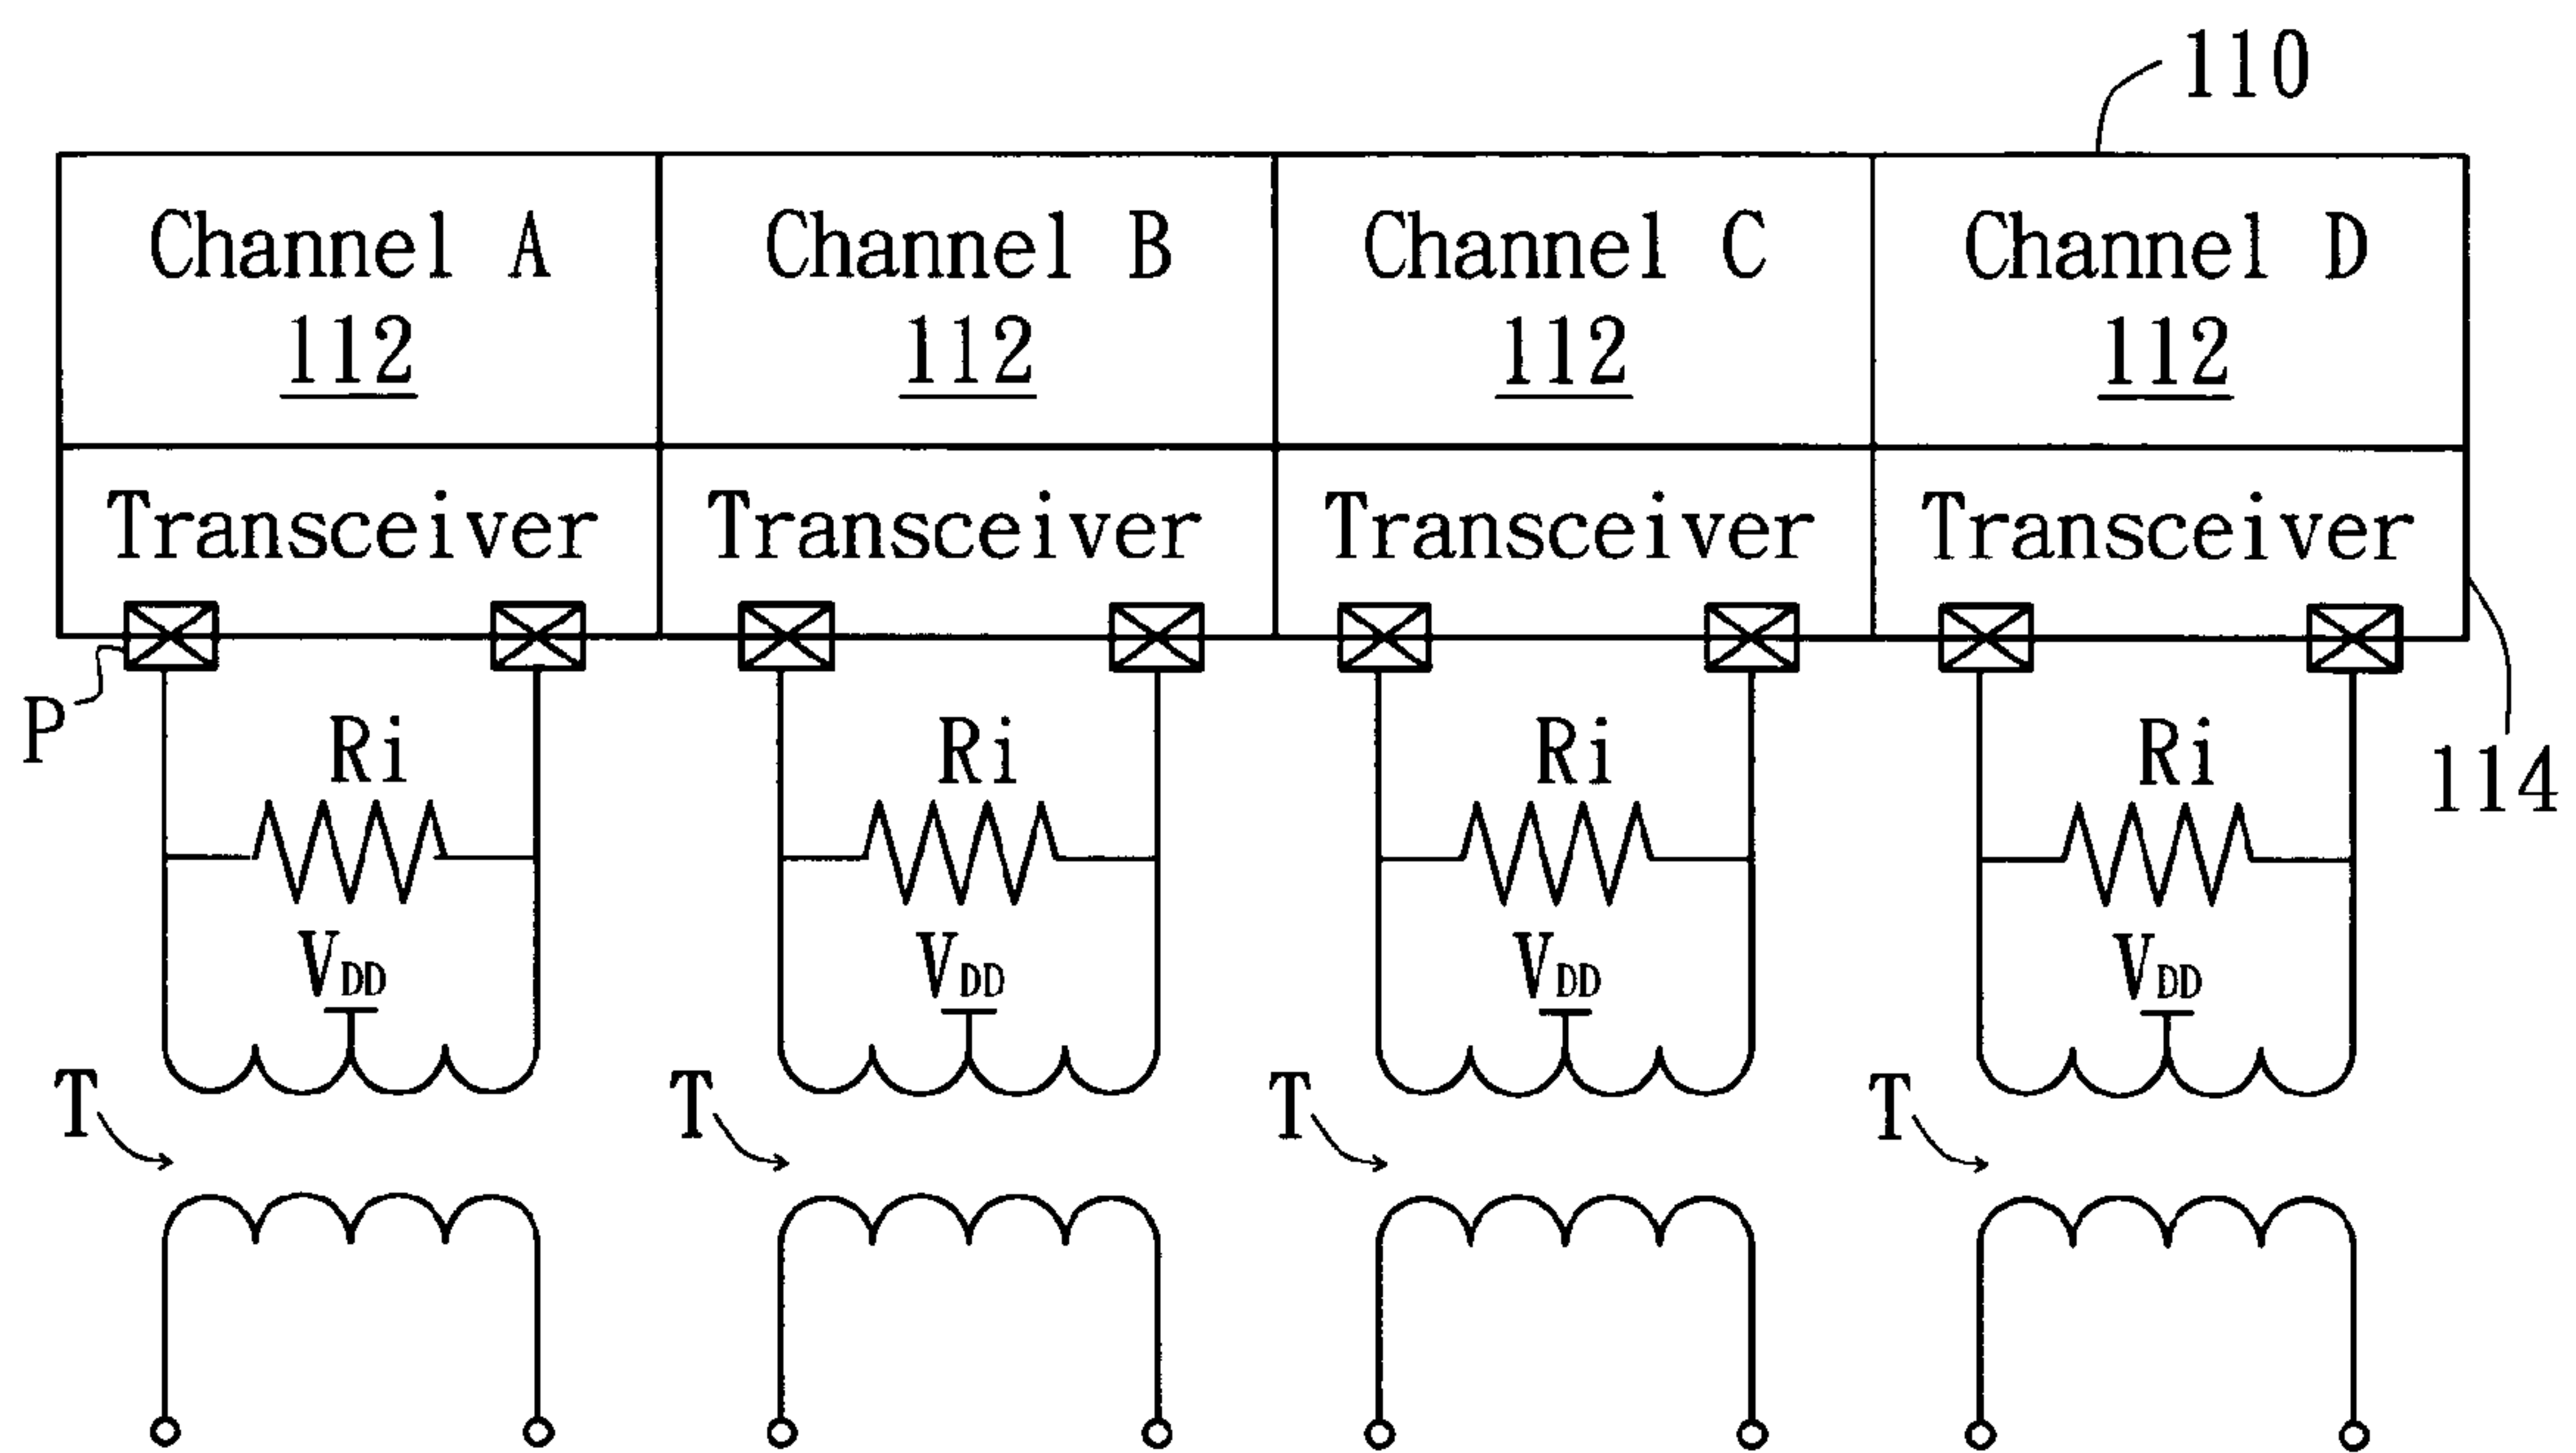 110
Channel A Channel B Channel C Channel D
112 112 112 112
Transceiver Transceiver Transceiver Transceiver
P Ri Ri Ri Ri 114
VDD VDD VDD VDD
T T T T